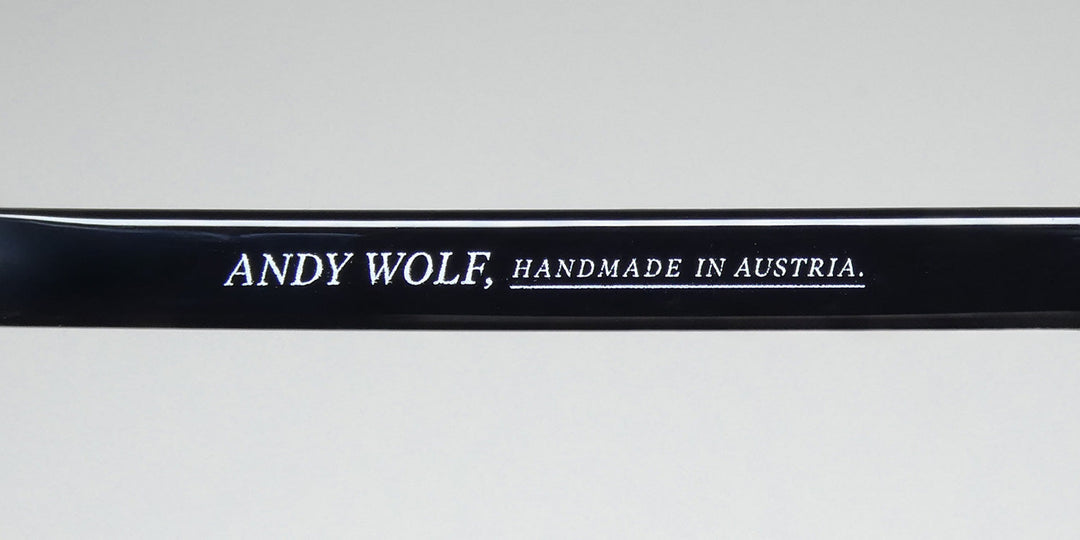 ANDY WOLF, HANDMADE IN AUSTRIA.